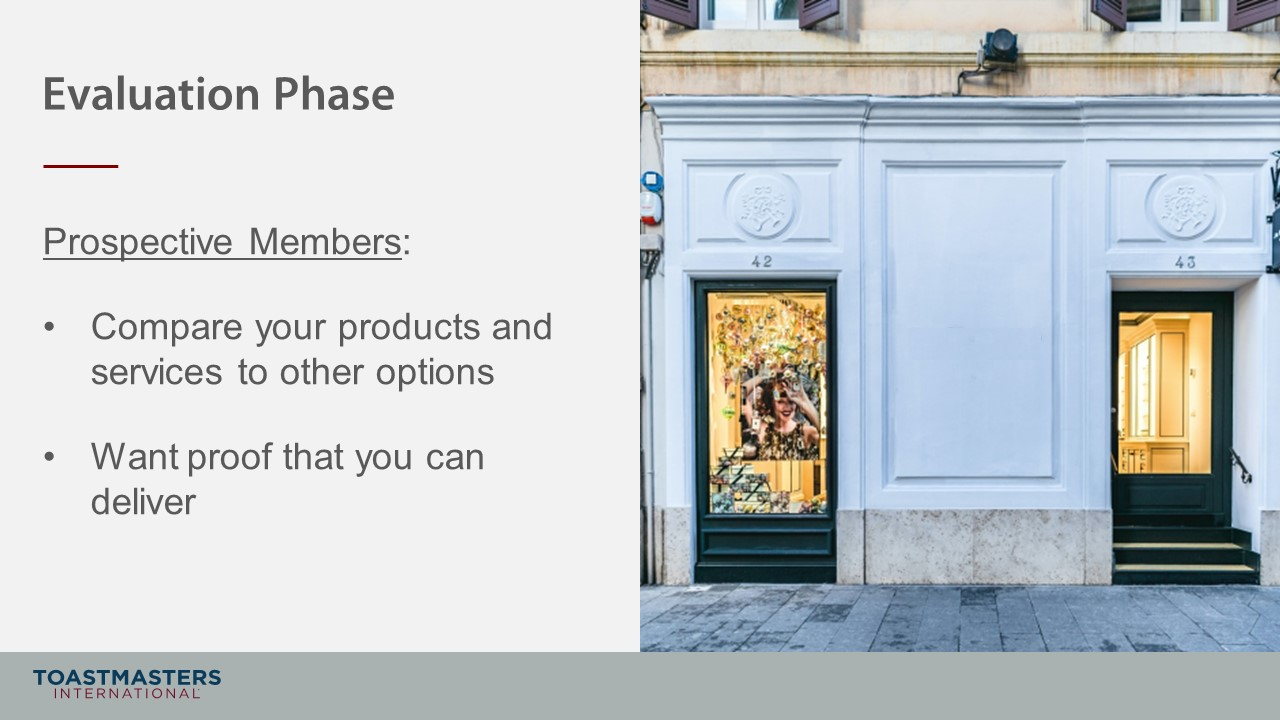 Evaluation Phase
Prospective Members:
• Compare your products and
services to other options
• Want proof that you can
deliver
42
43
TOASTMASTERS
INTERNATIONAL